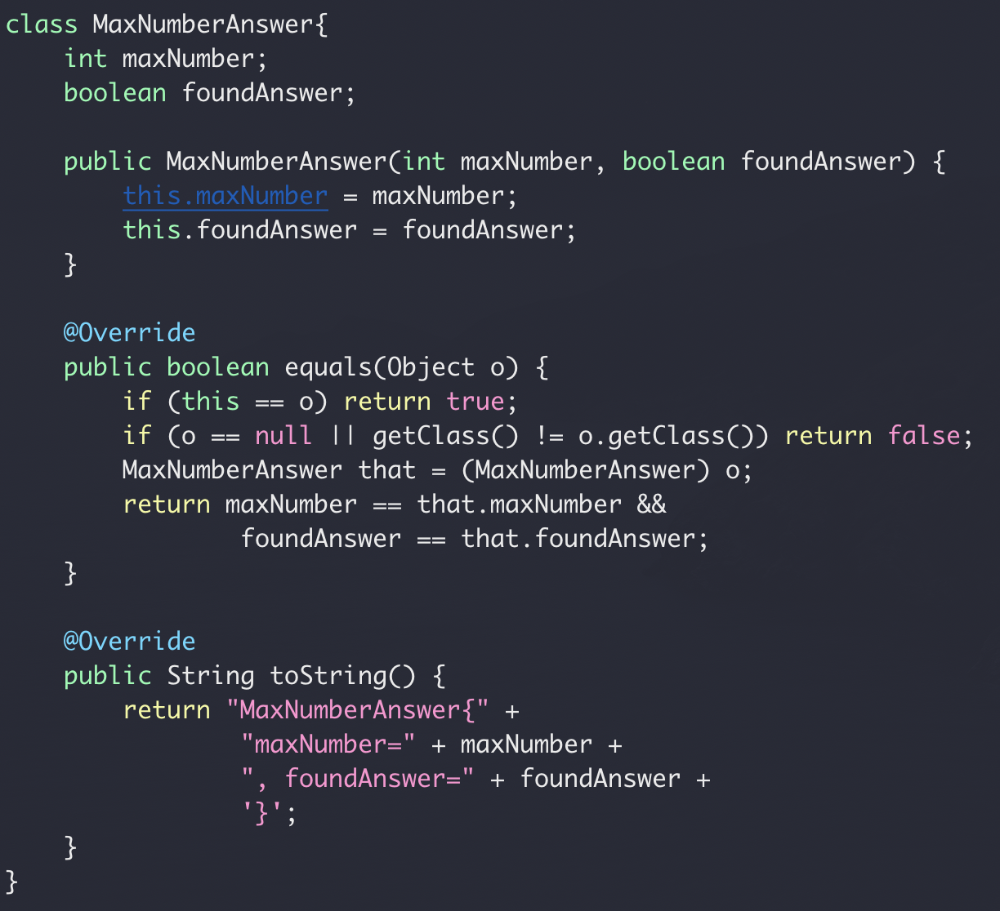 class MaxNumberAnswer{
    int maxNumber;
    boolean foundAnswer;

    public MaxNumberAnswer(int maxNumber, boolean foundAnswer) {
        this.maxNumber = maxNumber;
        this.foundAnswer = foundAnswer;
    }

    @Override
    public boolean equals(Object o) {
        if (this == o) return true;
        if (o == null || getClass() != o.getClass()) return false;
        MaxNumberAnswer that = (MaxNumberAnswer) o;
        return maxNumber == that.maxNumber &&
                foundAnswer == that.foundAnswer;
    }

    @Override
    public String toString() {
        return "MaxNumberAnswer{" +
                "maxNumber=" + maxNumber +
                ", foundAnswer=" + foundAnswer +
                '}';
    }
}